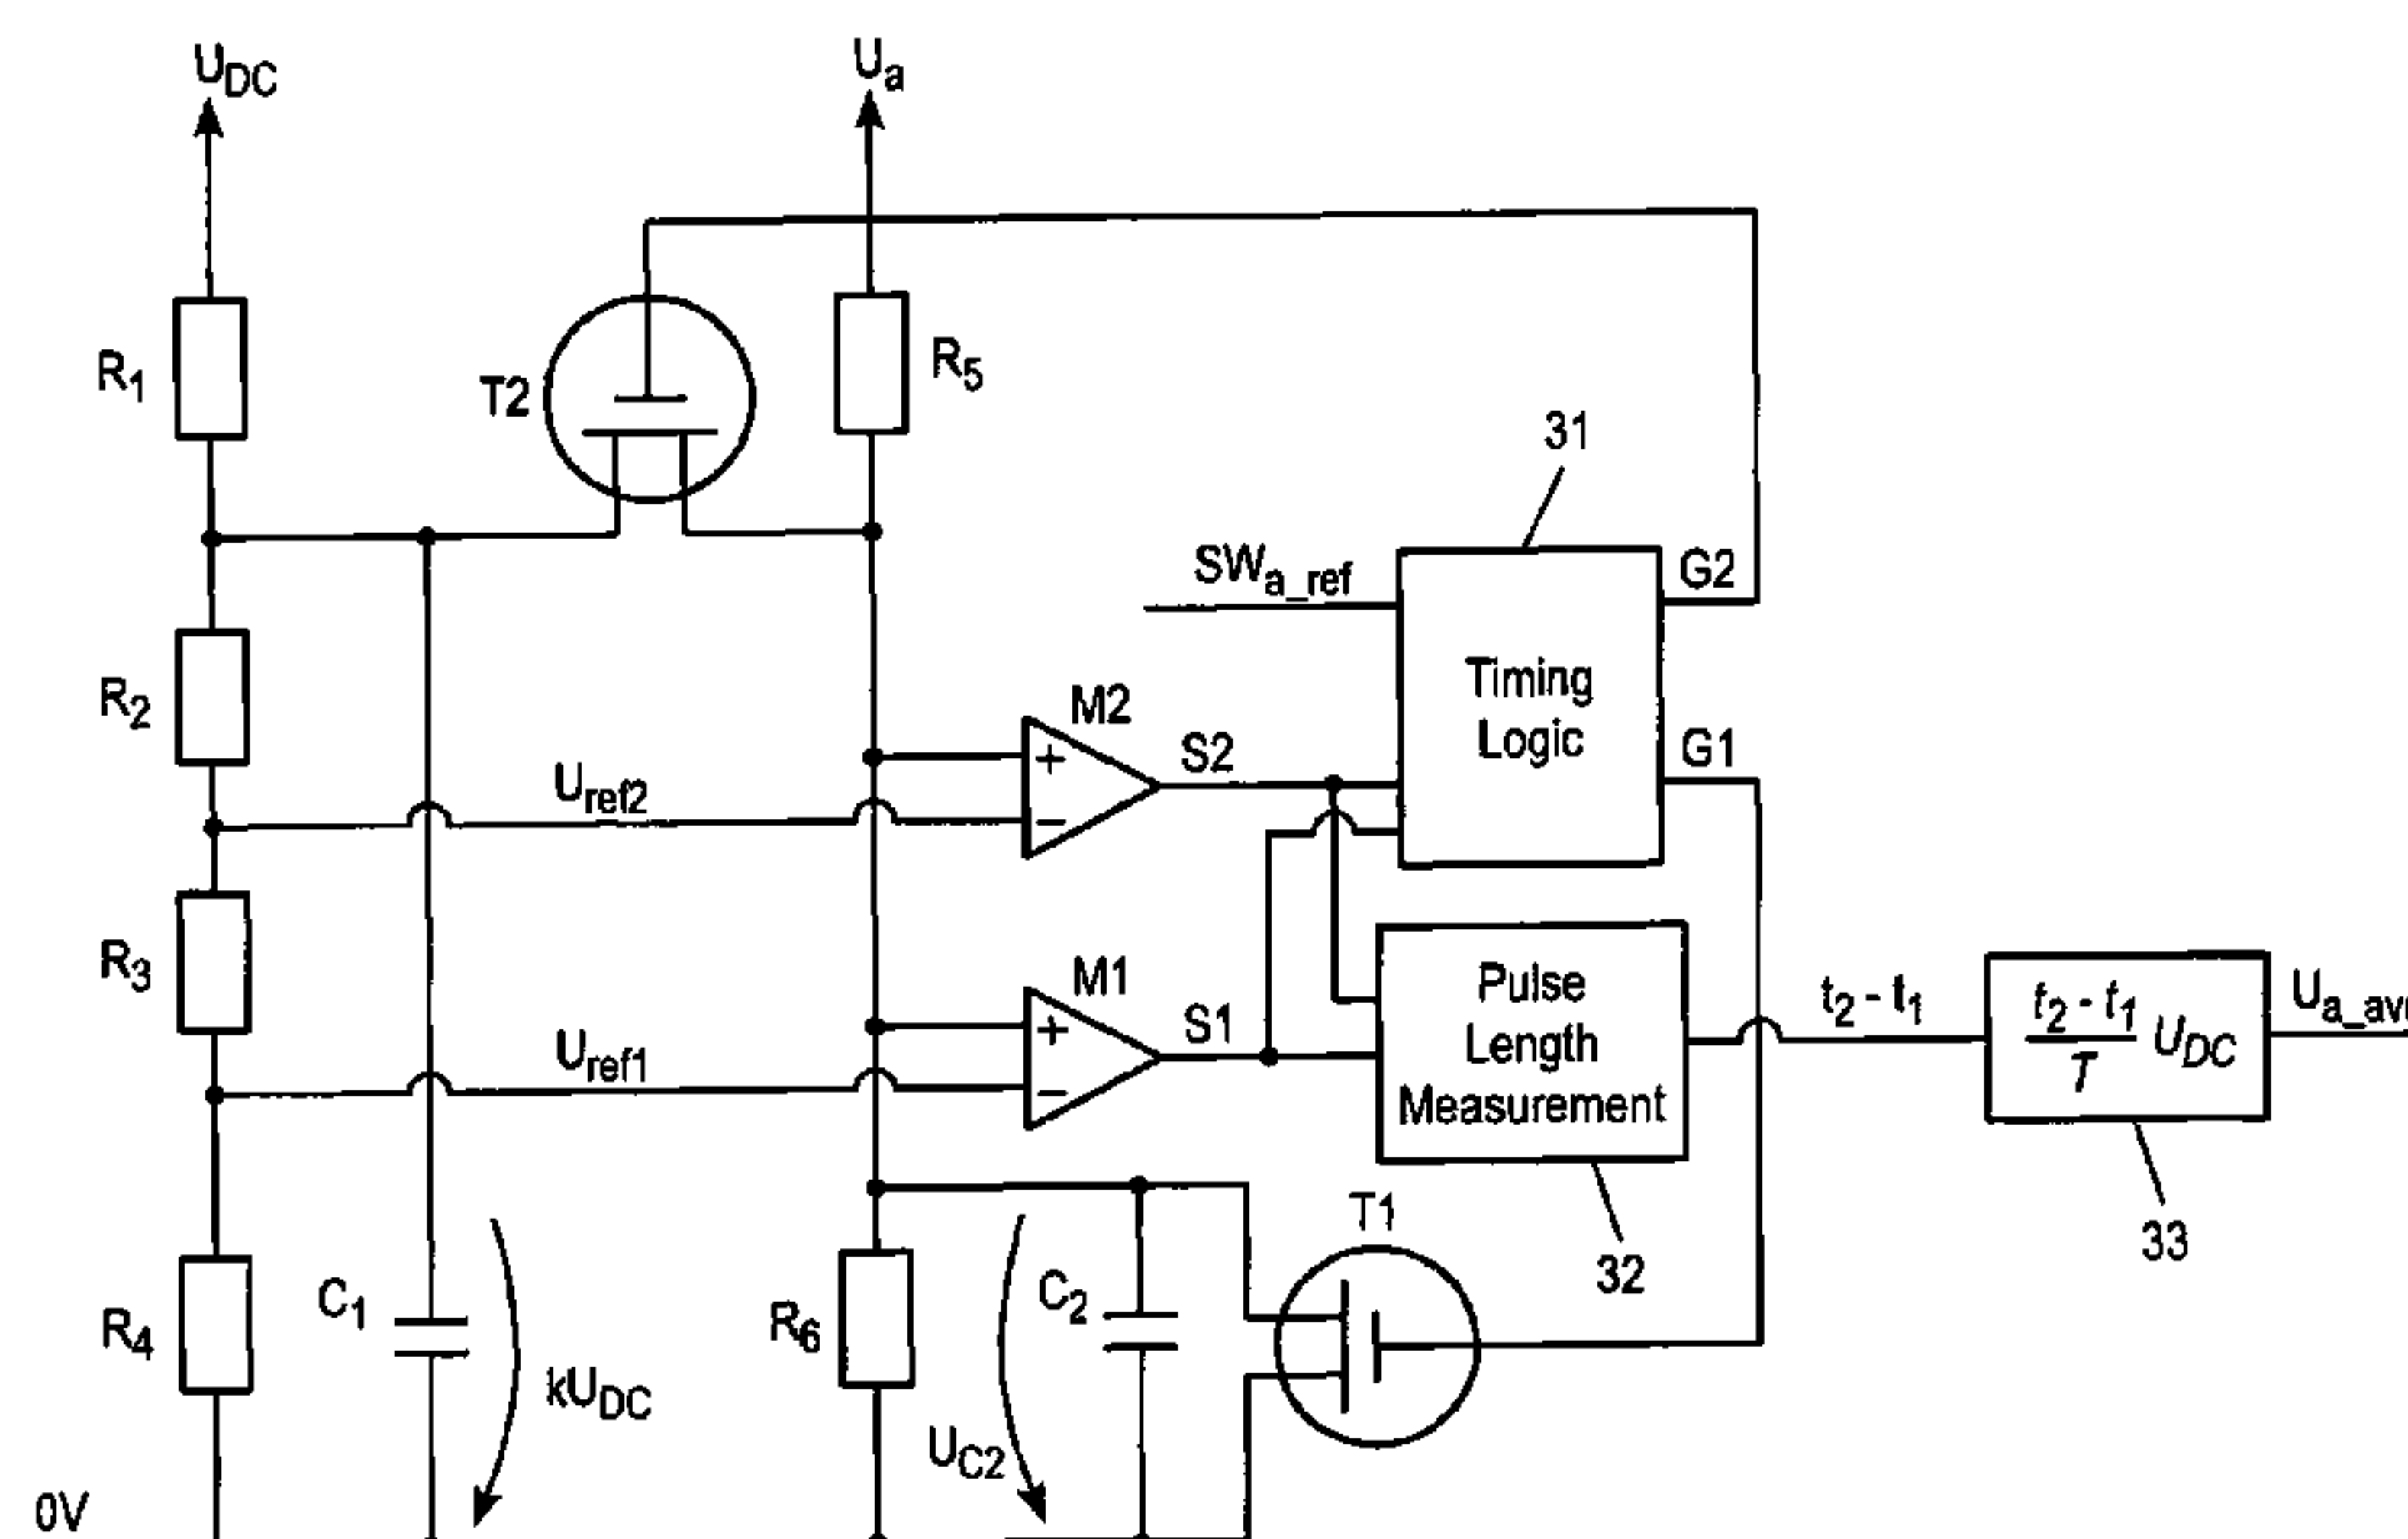 U_DC
U_a
R_1
T2
R_5
31
SW_a_ref
G2
Timing
Logic
R_2
M2
S2
G1
U_ref2
R_3
M1
S1
Pulse
Length
Measurement
t_2 - t_1
t_2 - t_1
T
U_DC
U_ref1
T1
33
32
C_1
C_2
R_4
R_6
kU_DC
U_C2
0V